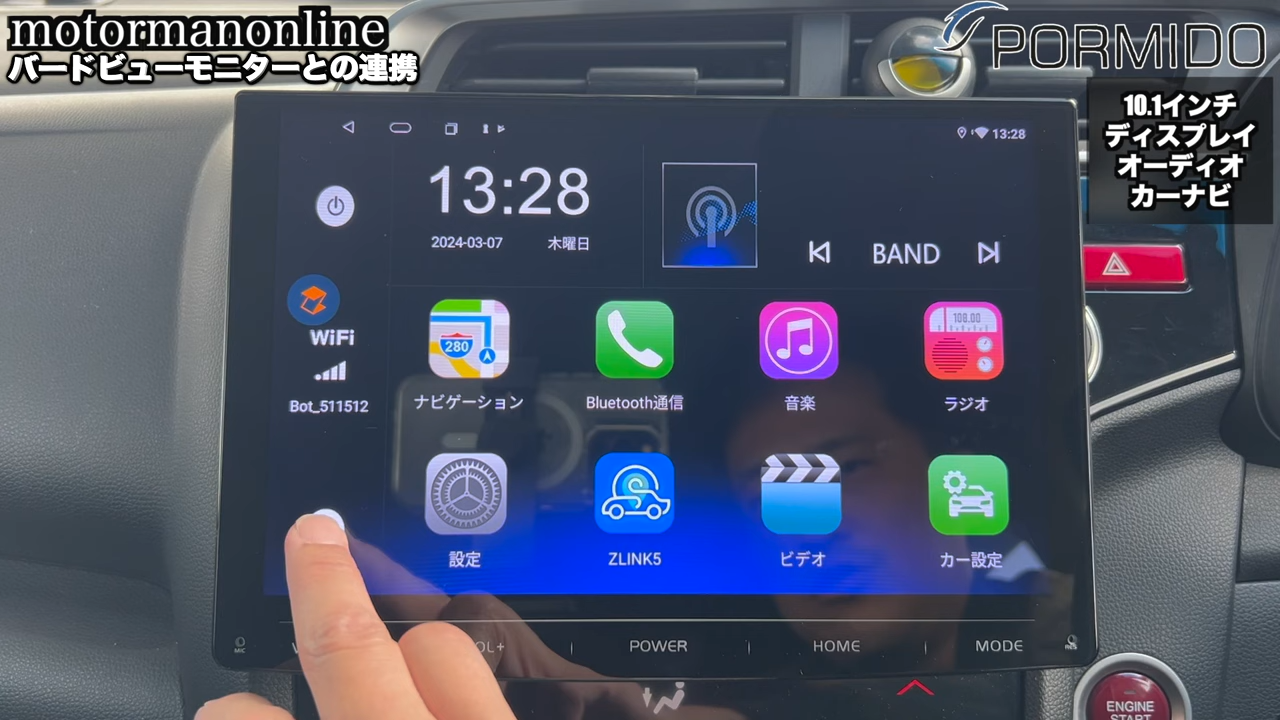 motormanonline
バードビューモニターとの連携
PORMIDO
10.1インチ
ディスプレイ
オーディオ
カーナビ
13:28
13:28
2024-03-07 木曜日
BAND
WiFi
Bot_511512
280
108.00
ナビゲーション
Bluetooth通信
音楽
ラジオ
設定
ZLINK5
ビデオ
カー設定
MIC
POWER
HOME
MODE
RES
ENGINE
START